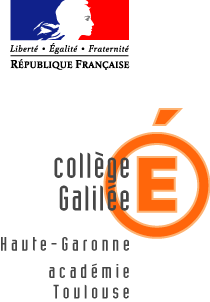 Liberté • Égalité • Fraternité
RÉPUBLIQUE FRANÇAISE
collège
Galilée
É
Haute-Garonne
académie
Toulouse